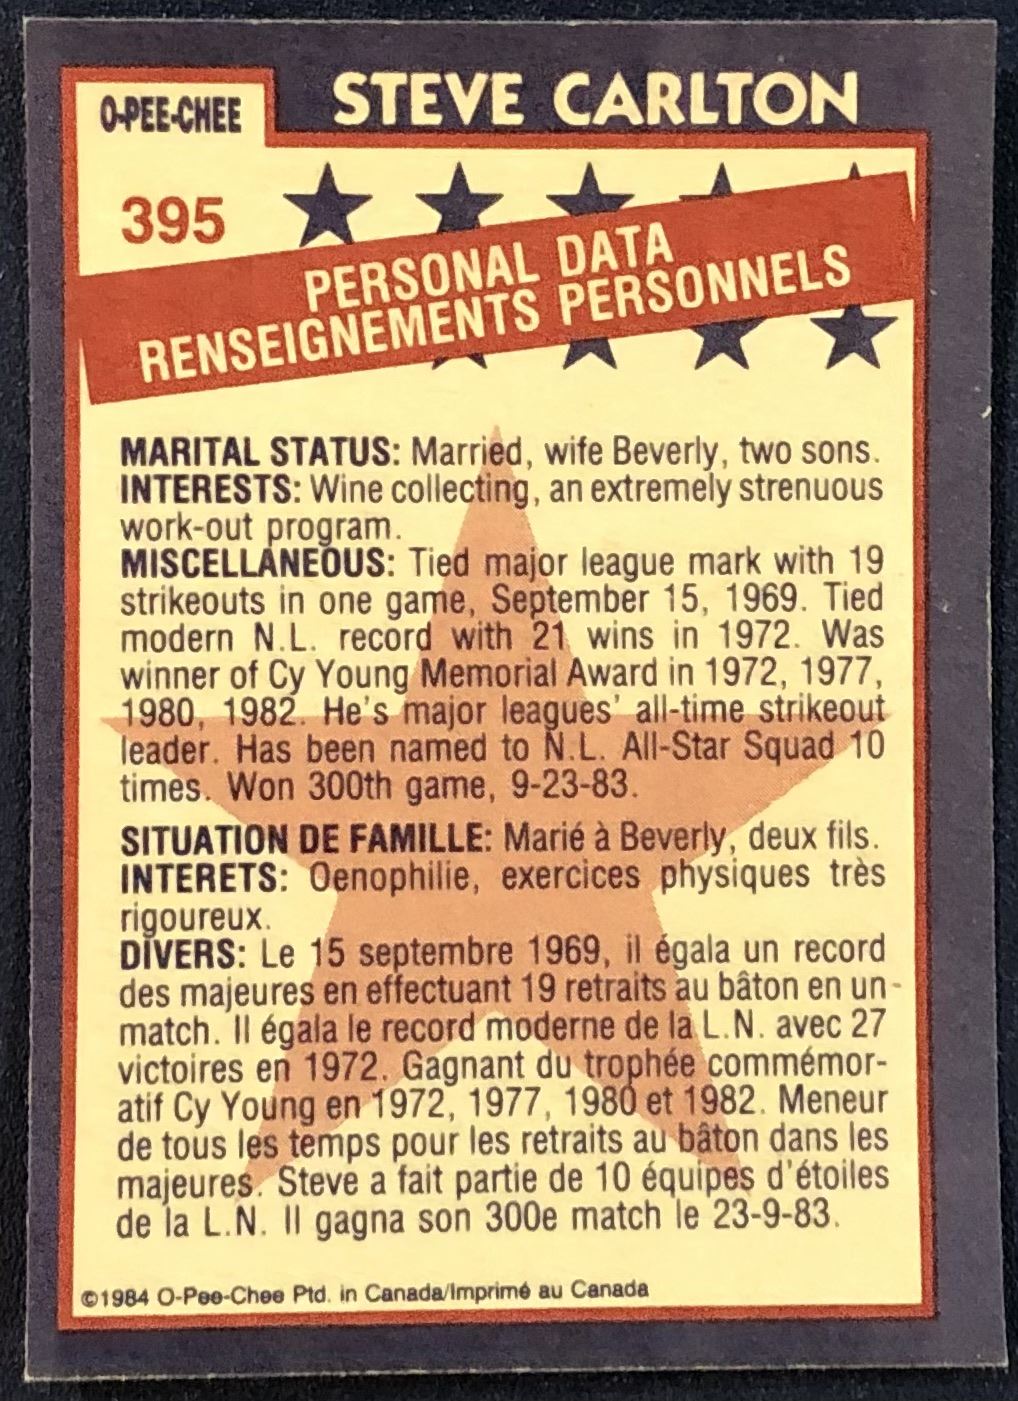 O-PEE-CHEE
STEVE CARLTON
395
PERSONAL DATA
RENSEIGNEMENTS PERSONNELS
MARITAL STATUS: Married, wife Beverly, two sons.
INTERESTS: Wine collecting, an extremely strenuous
work-out program.
MISCELLANEOUS: Tied major league mark with 19
strikeouts in one game, September 15, 1969. Tied
modern N.L. record with 21 wins in 1972. Was
winner of Cy Young Memorial Award in 1972, 1977,
1980, 1982. He's major leagues' all-time strikeout
leader. Has been named to N.L. All-Star Squad 10
times. Won 300th game, 9-23-83.
SITUATION DE FAMILLE: Marié à Beverly, deux fils.
INTERETS: Oenophilie, exercices physiques très
rigoureux.
DIVERS: Le 15 septembre 1969, il égala un record
des majeures en effectuant 19 retraits au bâton en un
match. Il égala le record moderne de la L.N. avec 27
victoires en 1972. Gagnant du trophée commémor-
atif Cy Young en 1972, 1977, 1980 et 1982. Meneur
de tous les temps pour les retraits au bâton dans les
majeures. Steve a fait partie de 10 équipes d'étoiles
de la L.N. Il gagna son 300e match le 23-9-83.
©1984 O-Pee-Chee Ptd. in Canada/Imprimé au Canada